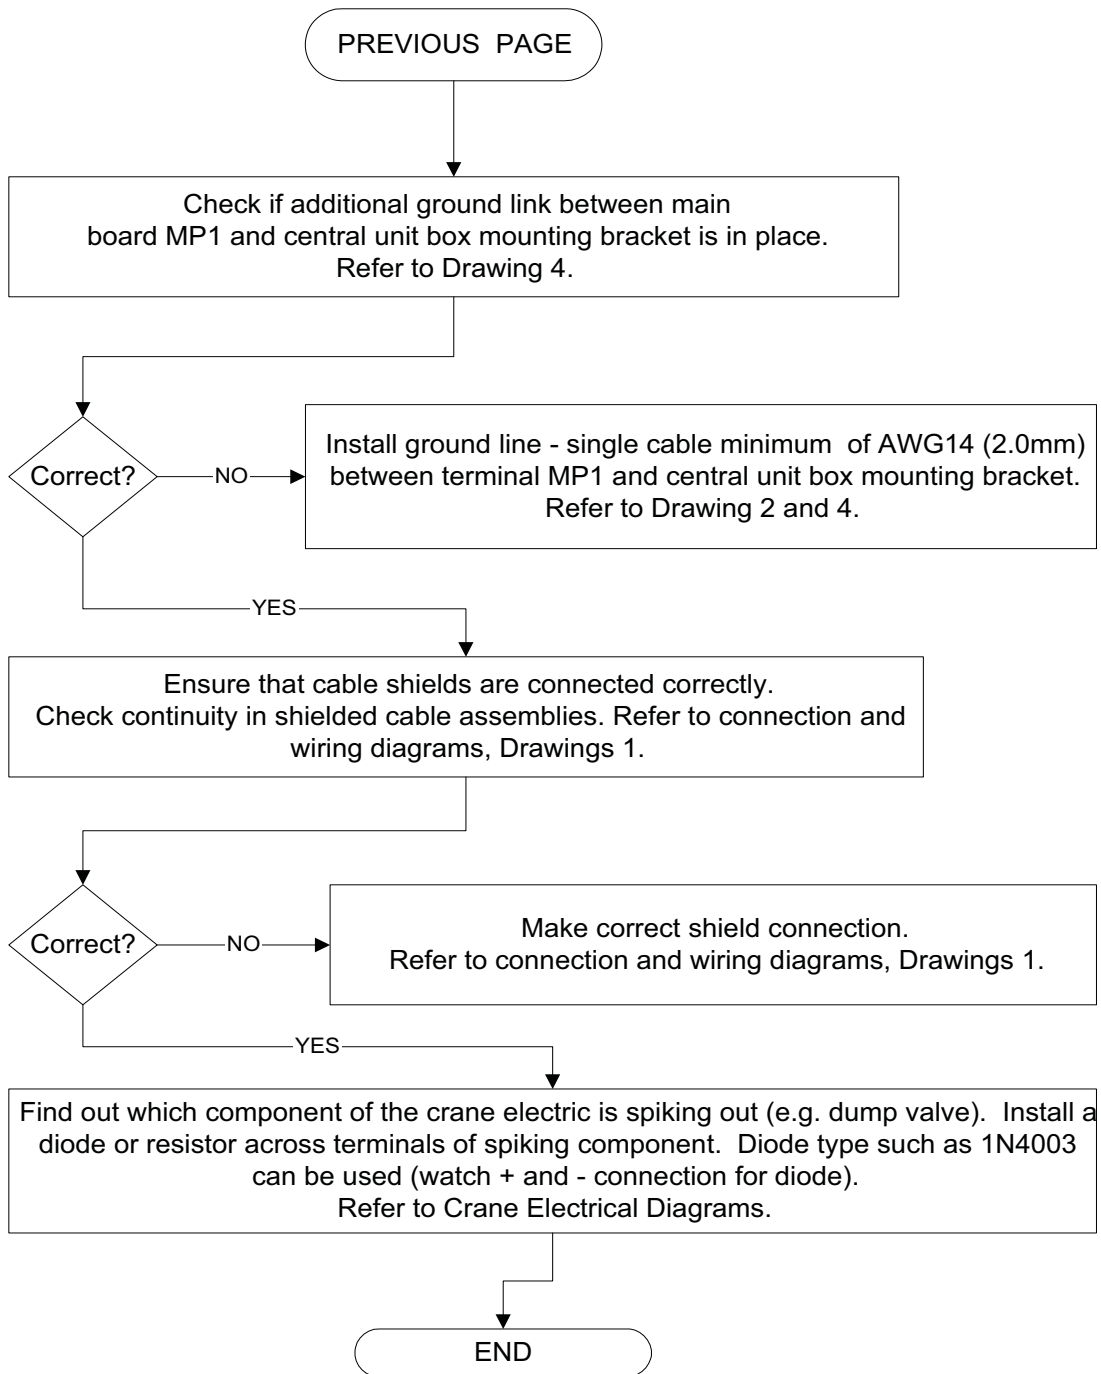 PREVIOUS PAGE
Check if additional ground link between main
board MP1 and central unit box mounting bracket is in place.
Refer to Drawing 4.
Correct?
NO
Install ground line - single cable minimum of AWG14 (2.0mm)
between terminal MP1 and central unit box mounting bracket.
Refer to Drawing 2 and 4.
YES
Ensure that cable shields are connected correctly.
Check continuity in shielded cable assemblies. Refer to connection and
wiring diagrams, Drawings 1.
Correct?
NO
Make correct shield connection.
Refer to connection and wiring diagrams, Drawings 1.
YES
Find out which component of the crane electric is spiking out (e.g. dump valve). Install a
diode or resistor across terminals of spiking component. Diode type such as 1N4003
can be used (watch + and - connection for diode).
Refer to Crane Electrical Diagrams.
END